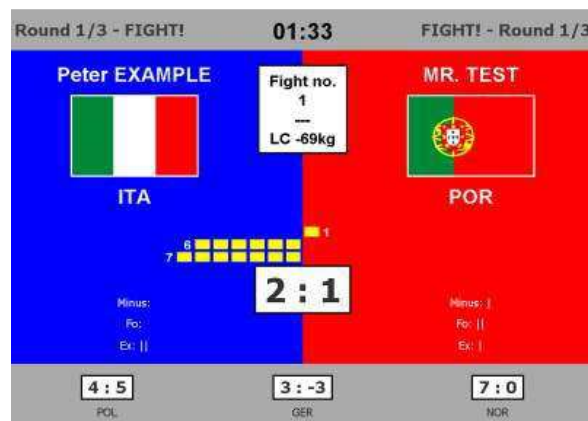 Round 1/3 - FIGHT!
01:33
FIGHT! - Round 1/3
Peter EXAMPLE
Fight no.
1
---
LC -69kg
MR. TEST
ITA
POR
1
6
7
2 : 1
Minus:
Fo:
Ex: ||
Minus: |
Fo: ||
Ex: |
4 : 5
3 : -3
7 : 0
POL
GER
NOR